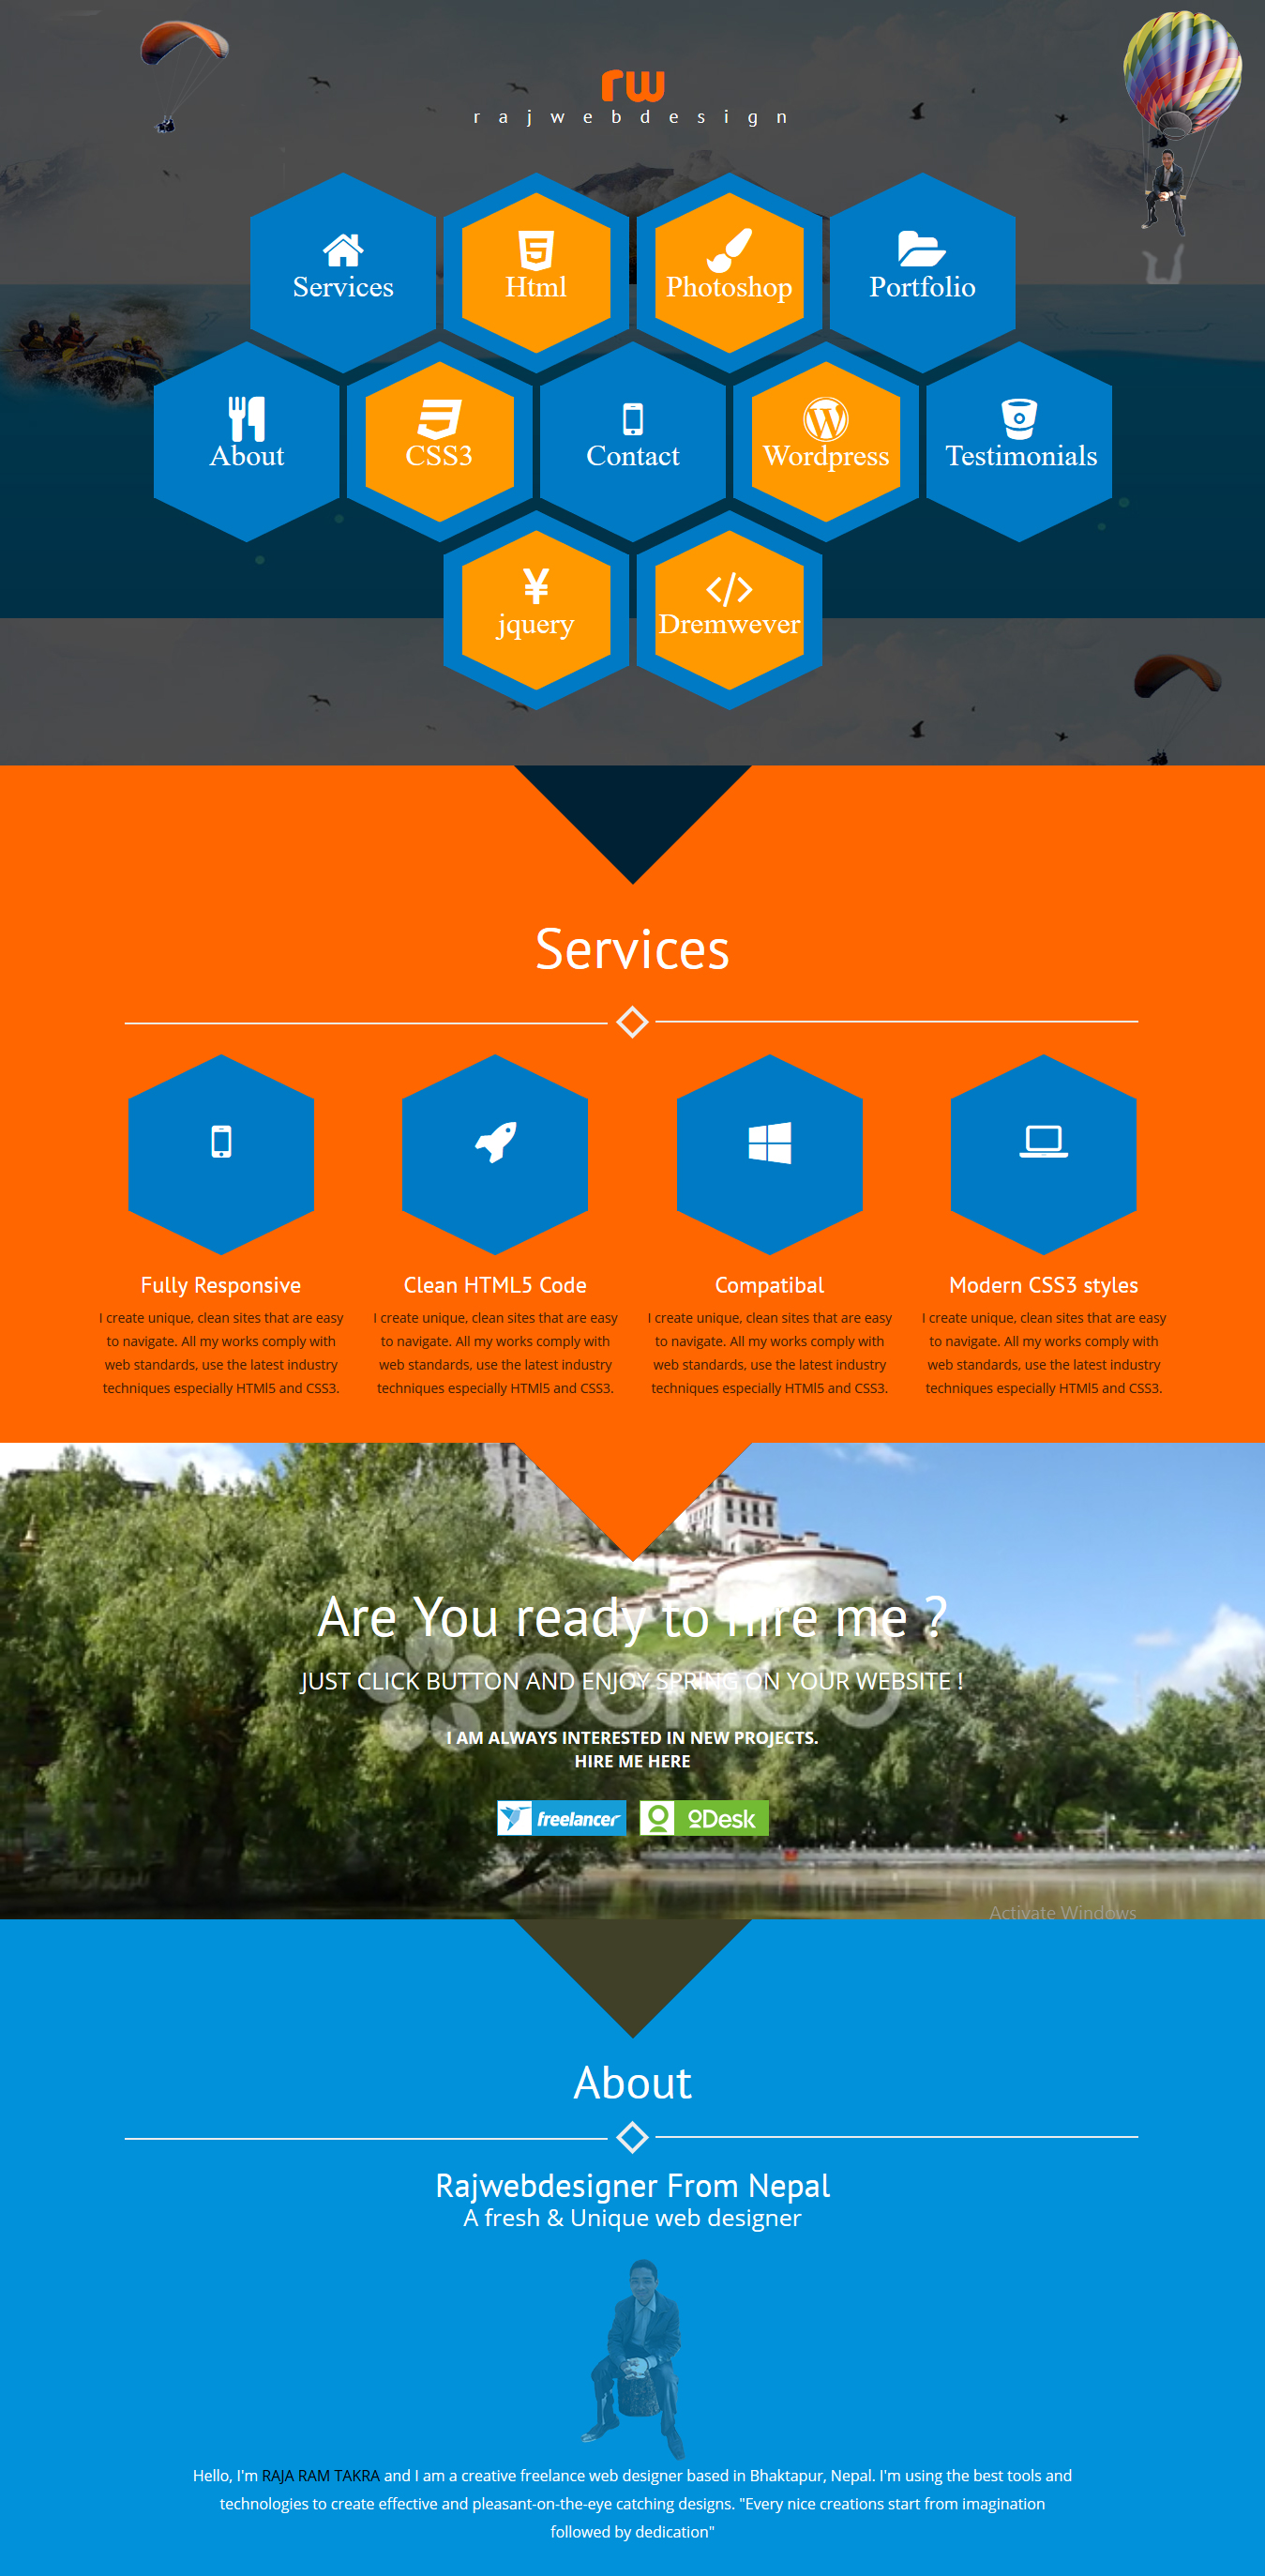 rw
rajwebdesign
Services
Html
Photoshop
Portfolio
About
CSS3
Contact
Wordpress
Testimonials
¥
jquery
</>
Dremwever
Services
Fully Responsive
I create unique, clean sites that are easy
to navigate. All my works comply with
web standards, use the latest industry
techniques especially HTMl5 and CSS3.
Clean HTML5 Code
I create unique, clean sites that are easy
to navigate. All my works comply with
web standards, use the latest industry
techniques especially HTMl5 and CSS3.
Compatibal
I create unique, clean sites that are easy
to navigate. All my works comply with
web standards, use the latest industry
techniques especially HTMl5 and CSS3.
Modern CSS3 styles
I create unique, clean sites that are easy
to navigate. All my works comply with
web standards, use the latest industry
techniques especially HTMl5 and CSS3.
Are You ready to Hire me ?
JUST CLICK BUTTON AND ENJOY SPRING ON YOUR WEBSITE !
I AM ALWAYS INTERESTED IN NEW PROJECTS.
HIRE ME HERE
freelancer
oDesk
Activate Windows
About
Rajwebdesigner From Nepal
A fresh & Unique web designer
Hello, I'm RAJA RAM TAKRA and I am a creative freelance web designer based in Bhaktapur, Nepal. I'm using the best tools and
technologies to create effective and pleasant-on-the-eye catching designs. "Every nice creations start from imagination
followed by dedication"